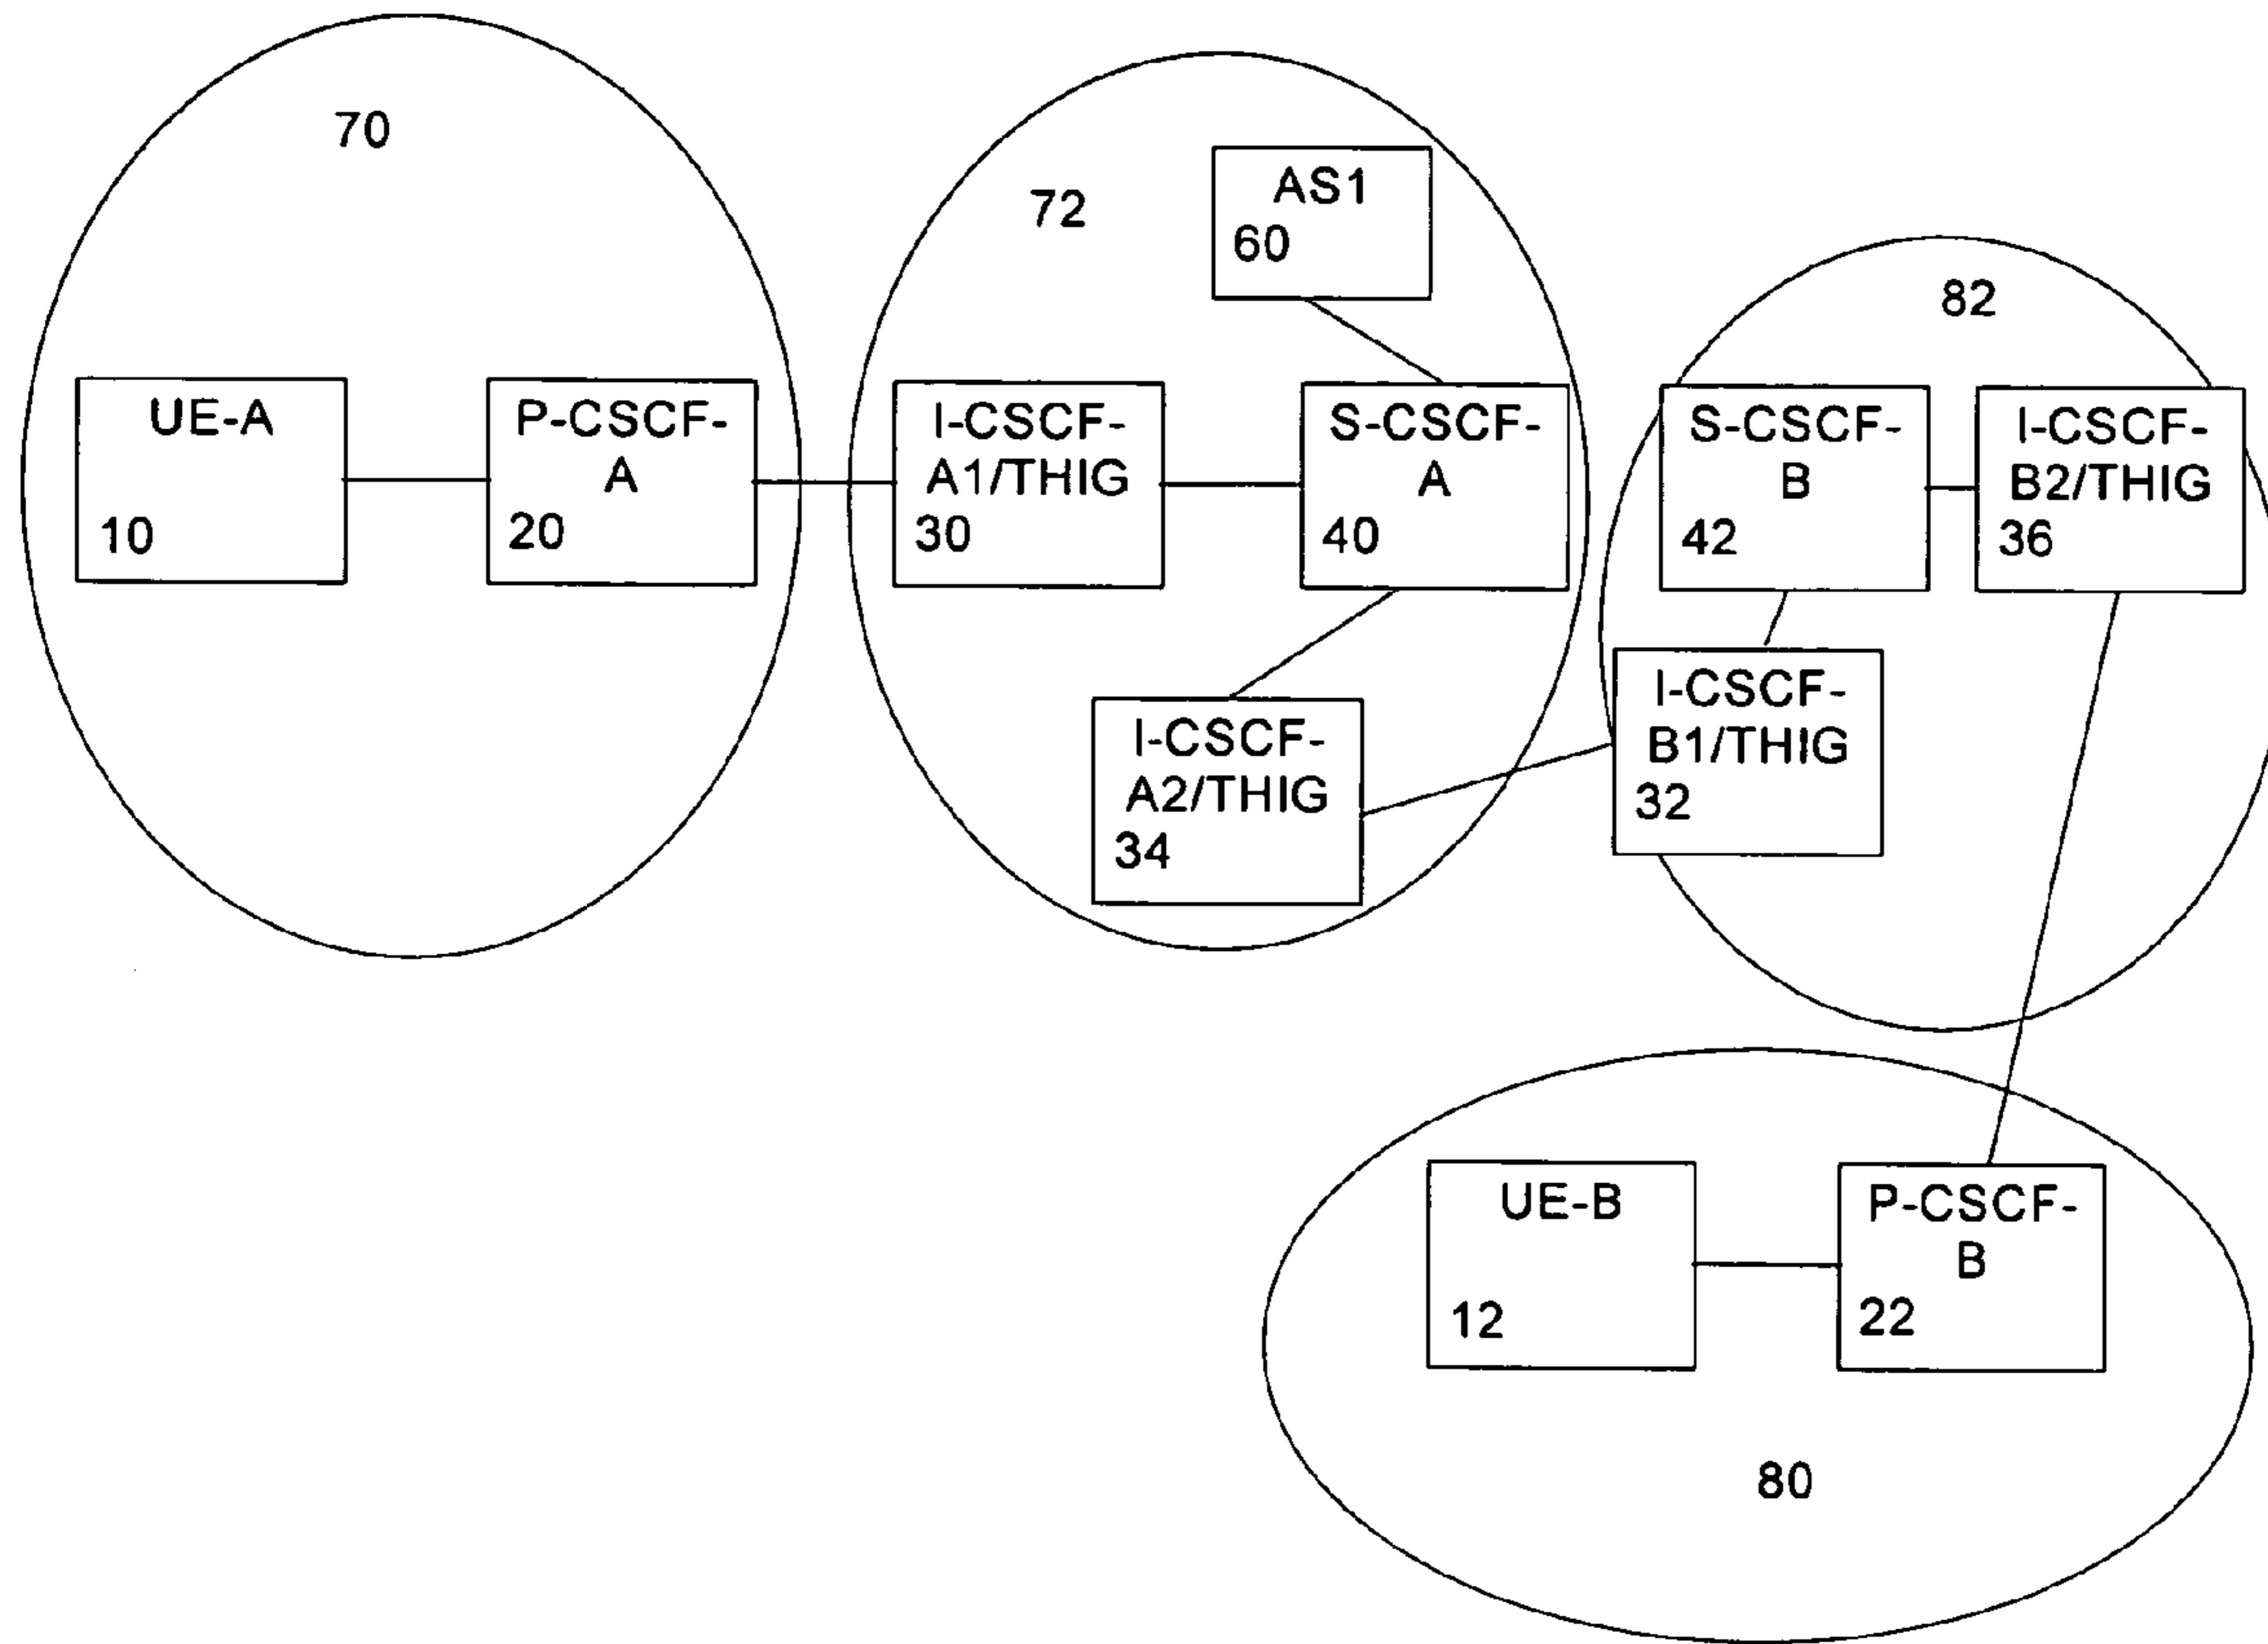 70
UE-A
10
P-CSCF-
A
20
72
AS1
60
I-CSCF-
A1/THIG
30
S-CSCF-
A
40
I-CSCF-
A2/THIG
34
82
S-CSCF-
B
42
I-CSCF-
B2/THIG
36
I-CSCF-
B1/THIG
32
UE-B
12
P-CSCF-
B
22
80